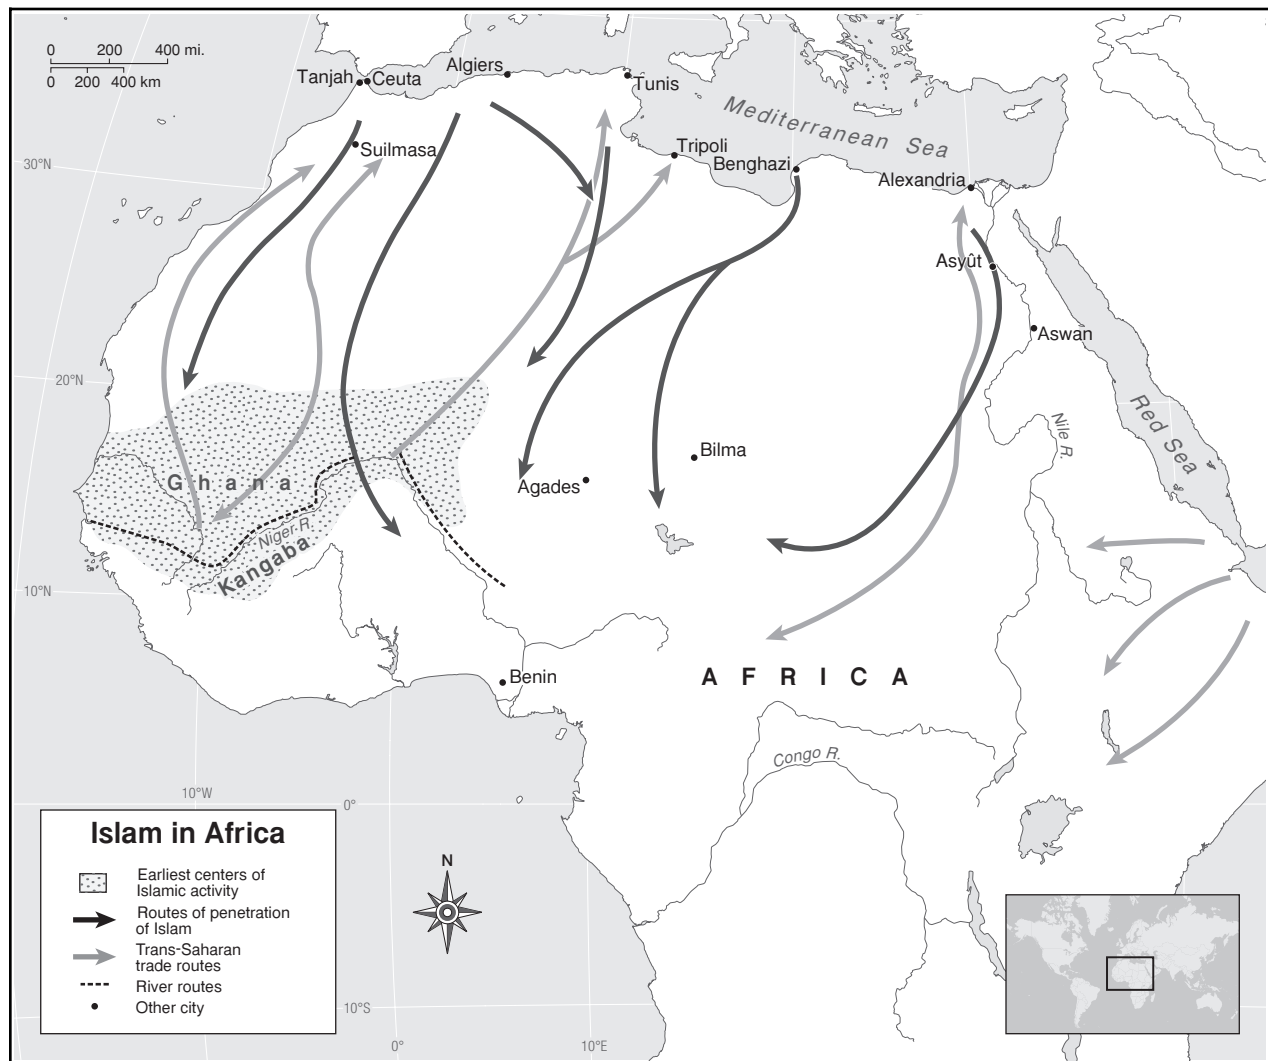 0 200 400 mi.
0 200 400 km
Tanjah
Ceuta
Algiers
Tunis
Suilmasa
Mediterranean Sea
Tripoli
Benghazi
Alexandria
30°N
Asyût
Aswan
20°N
Red Sea
Nile R.
Bilma
Ghana
Agades
Niger R.
Kangaba
10°N
Benin
AFRICA
Congo R.
10°W
0°
Islam in Africa
Earliest centers of
Islamic activity
Routes of penetration
of Islam
Trans-Saharan
trade routes
River routes
Other city
N
10°S
0°
10°E